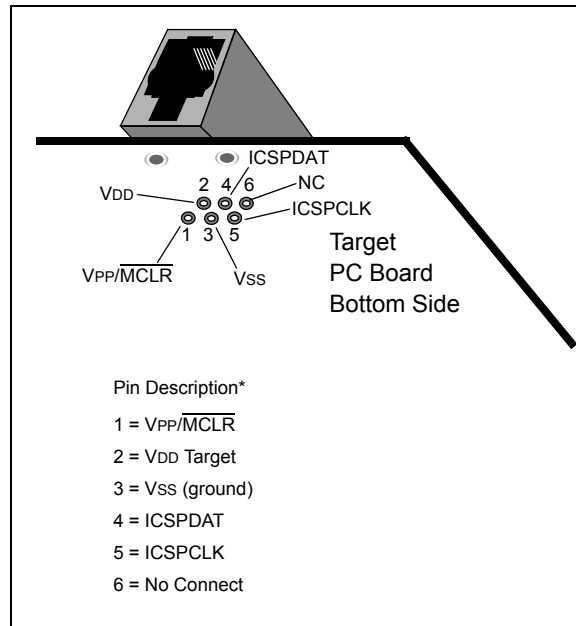 ICSPDAT
VDD
2 4 6
NC
ICSPCLK
1 3 5
VPP/MCLR
VSS
Target
PC Board
Bottom Side
Pin Description*
1 = VPP/MCLR
2 = VDD Target
3 = VSS (ground)
4 = ICSPDAT
5 = ICSPCLK
6 = No Connect